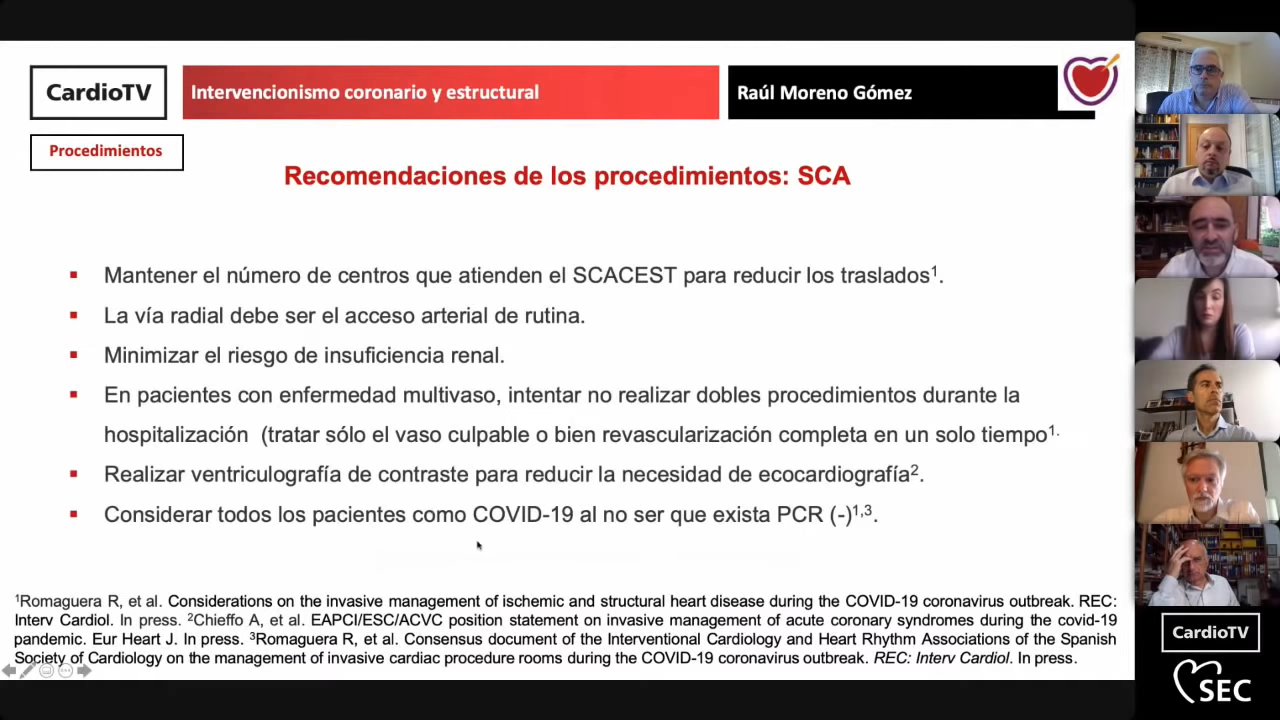 CardioTV
Intervencionismo coronario y estructural
Raúl Moreno Gómez
Procedimientos
Recomendaciones de los procedimientos: SCA
▪ Mantener el número de centros que atienden el SCACEST para reducir los traslados¹.
▪ La vía radial debe ser el acceso arterial de rutina.
▪ Minimizar el riesgo de insuficiencia renal.
▪ En pacientes con enfermedad multivaso, intentar no realizar dobles procedimientos durante la
hospitalización (tratar sólo el vaso culpable o bien revascularización completa en un solo tiempo¹.
▪ Realizar ventriculografía de contraste para reducir la necesidad de ecocardiografía².
▪ Considerar todos los pacientes como COVID-19 al no ser que exista PCR (-)¹,³.
¹Romaguera R, et al. Considerations on the invasive management of ischemic and structural heart disease during the COVID-19 coronavirus outbreak. REC:
Interv Cardiol. In press. ²Chieffo A, et al. EAPCI/ESC/ACVC position statement on invasive management of acute coronary syndromes during the covid-19
pandemic. Eur Heart J. In press. ³Romaguera R, et al. Consensus document of the Interventional Cardiology and Heart Rhythm Associations of the Spanish
Society of Cardiology on the management of invasive cardiac procedure rooms during the COVID-19 coronavirus outbreak. REC: Interv Cardiol. In press.
CardioTV
SEC